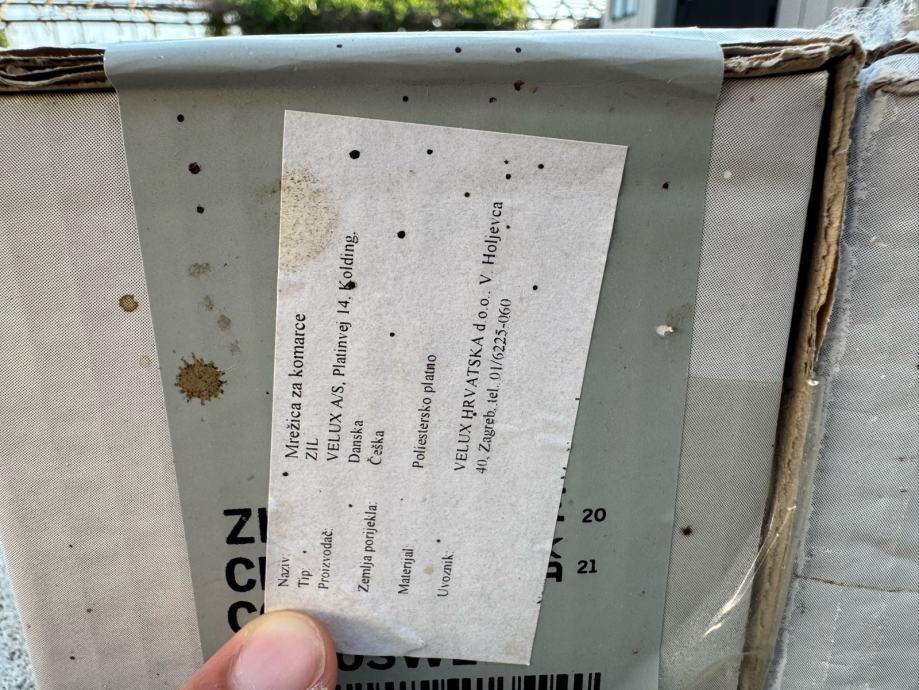 Naziv: Mrežica za komarce
Tip: ZIL
Proizvođač: VELUX A/S, Platinvej 14, Kolding,
Danska
Zemlja porijekla: Češka
Materijal: Poliestersko platno
Uvoznik: VELUX HRVATSKA d.o.o., V. Holjevca
40, Zagreb, tel. 01/6225-060
20
21